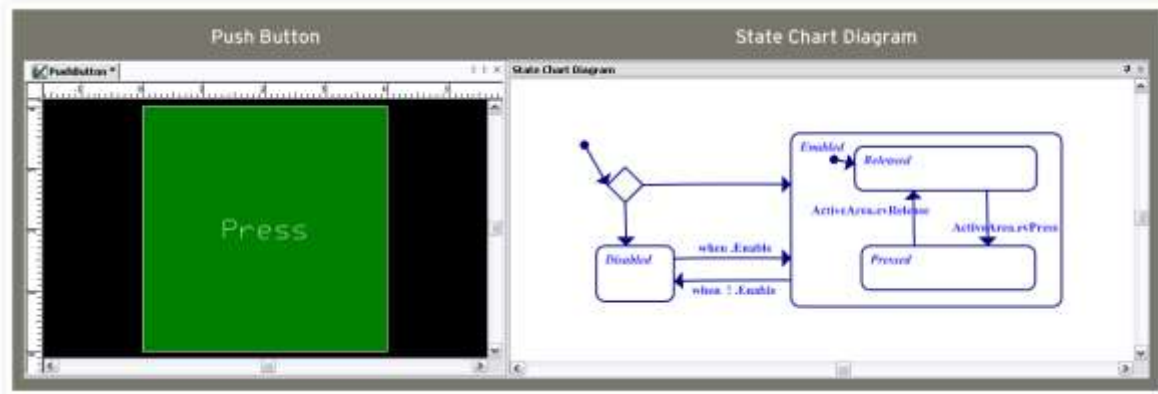 Push Button
State Chart Diagram
PushButton *
State Chart Diagram
Press
Enabled
Released
ActiveArea.evRelease
ActiveArea.evPress
Disabled
when .Enable
Pressed
when ! .Enable